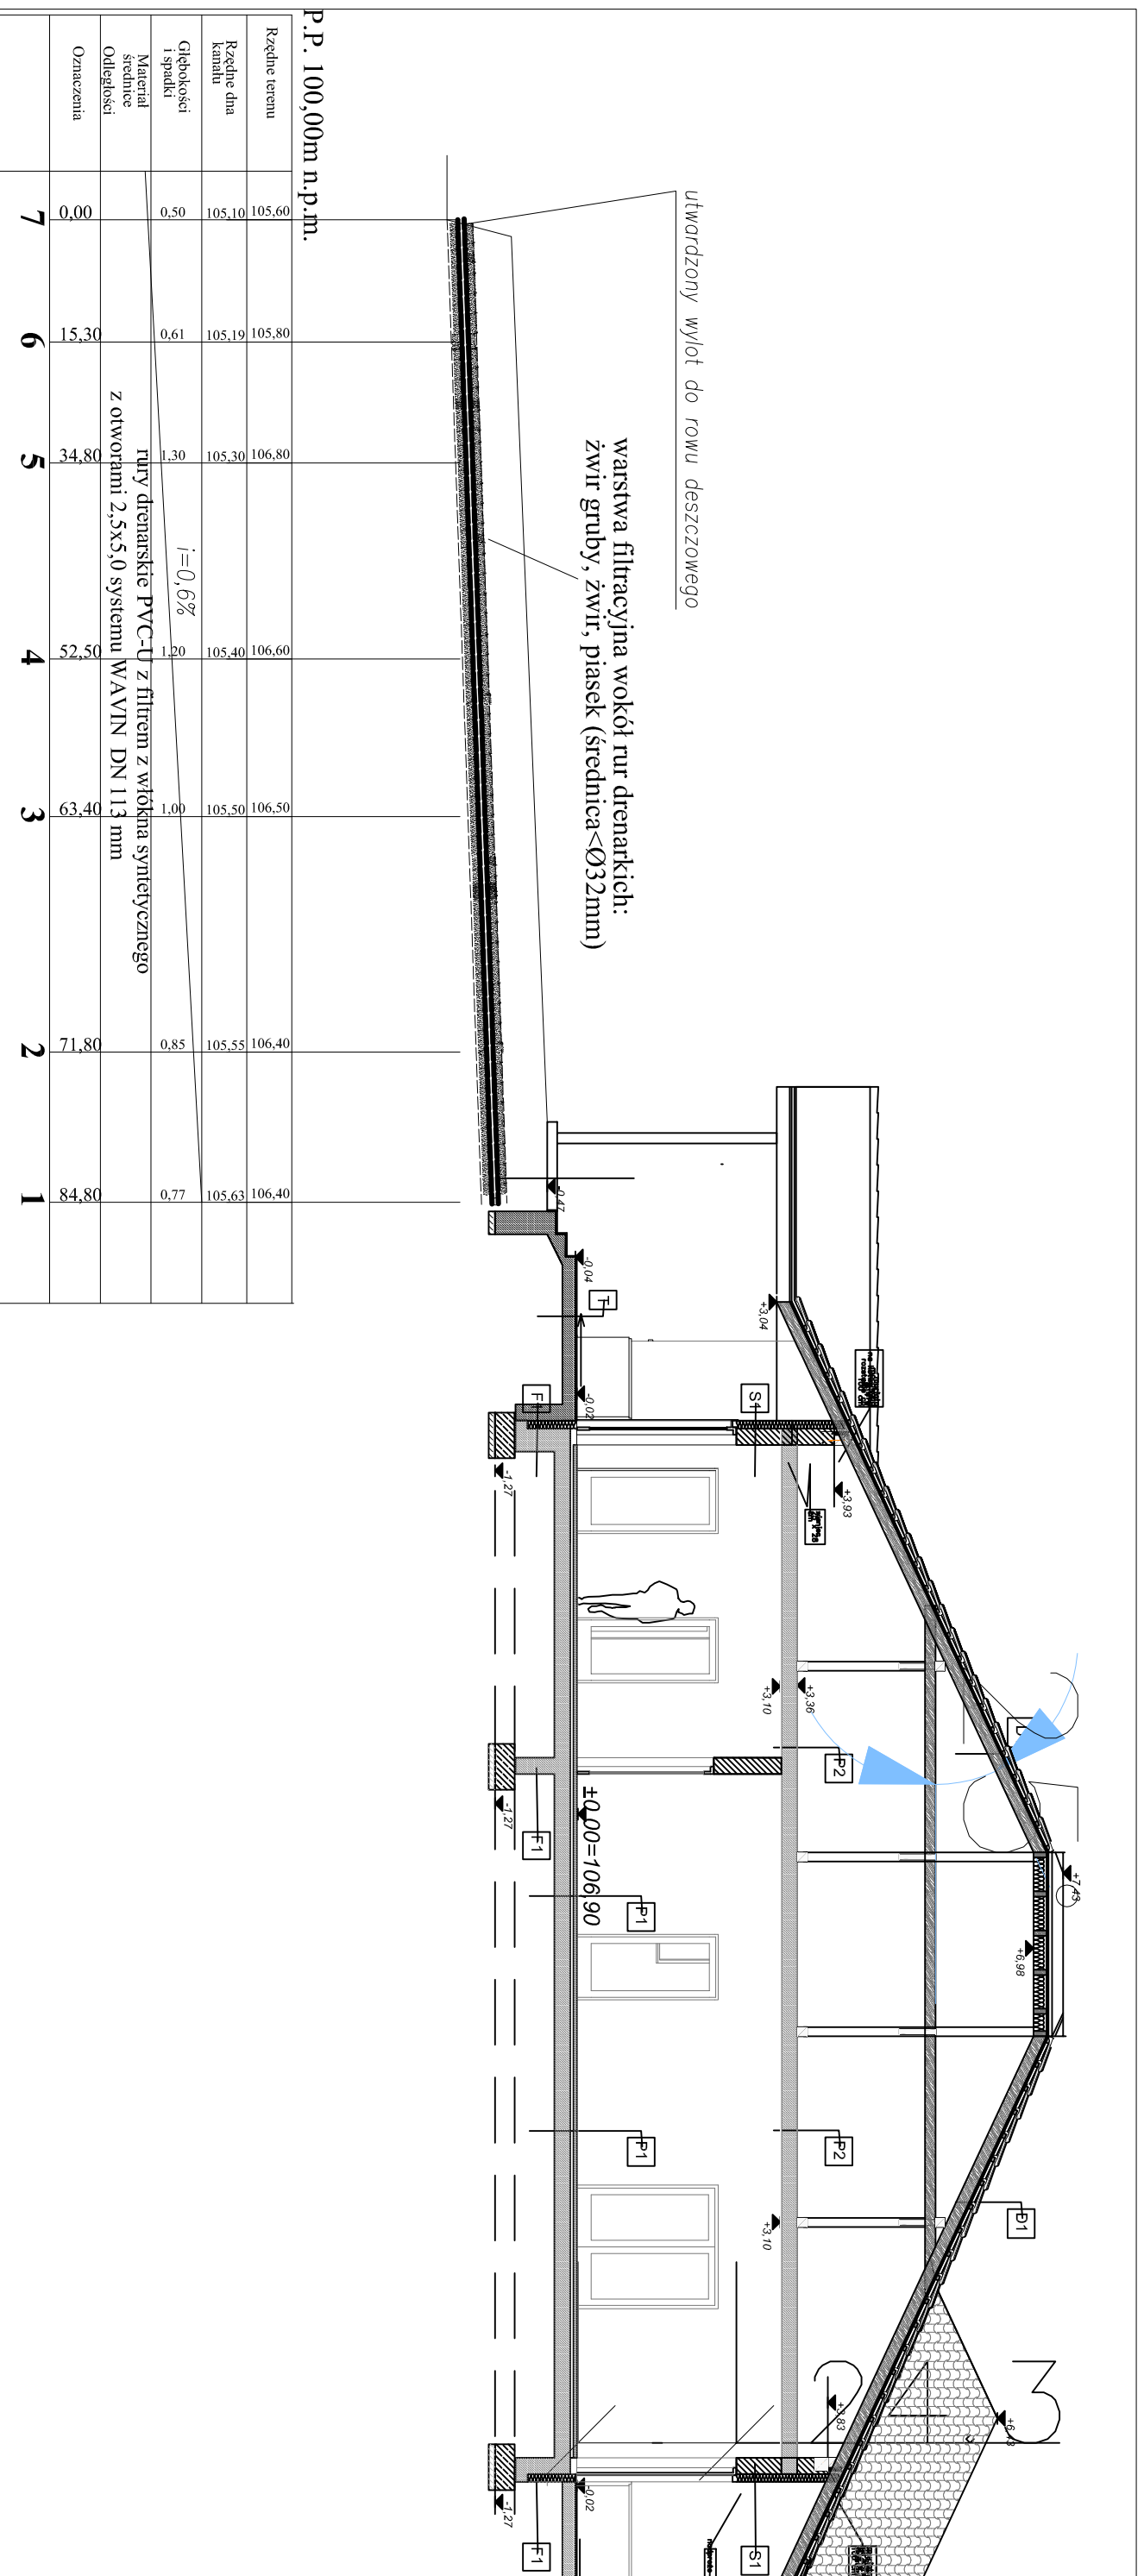 utwardzony wylot do rowu deszczowego
warstwa filtracyjna wokół rur drenarkich:
żwir gruby, żwir, piasek (średnica<Ø32mm)
P.P. 100,00m n.p.m.
Rzędne terenu 105,60 105,80 106,80 106,60 106,50 106,40 106,40
Rzędne dna
kanału
105,10 105,19 105,30 105,40 105,50 105,55 105,63
Głębokości
i spadki
0,50 0,61 1,30 1,20 1,00 0,85 0,77
i=0,6%
Materiał
średnice
rury drenarskie PVC-U z filtrem z włókna syntetycznego
z otworami 2,5x5,0 systemu WAVIN DN 113 mm
Odległości
Oznaczenia
0,00 15,30 34,80 52,50 63,40 71,80 84,80
7 6 5 4 3 2 1
+7,43
+6,98
D1
3
+3,93
+3,83
+3,04
+3,36
+3,10
+3,10
P2
P2
S1
S1
T
-0,47
-0,04
-0,02
-0,02
±0,00=106,90
P1
P1
F1
F1
F1
-1,27
-1,27
-1,27